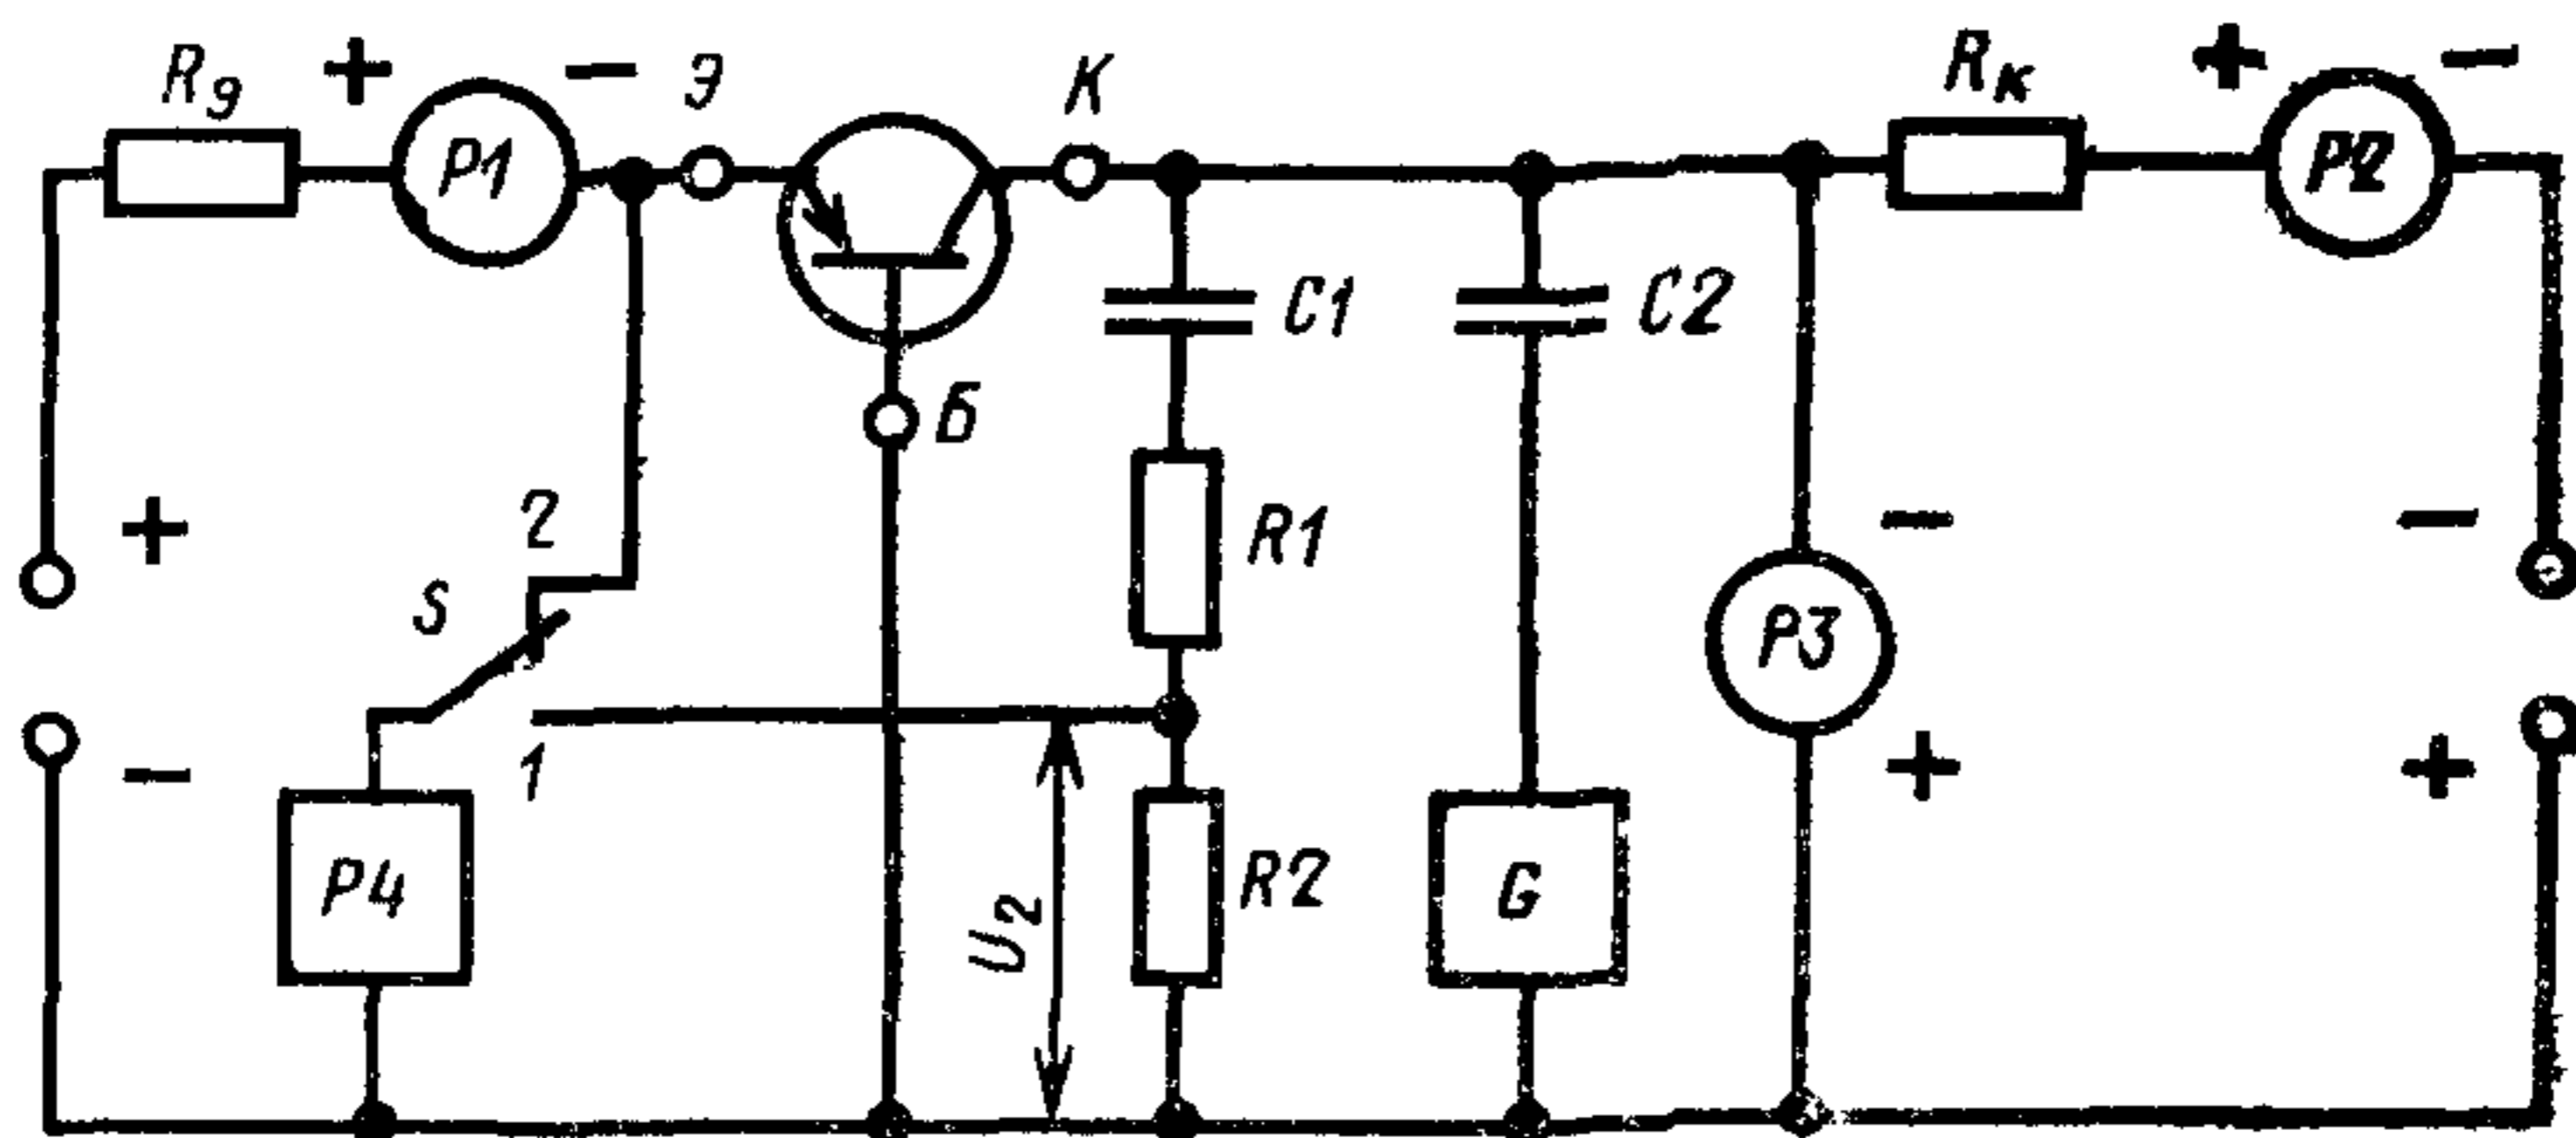 Rэ + P1 − Э К Rк + P2 −
C1 C2
Б
+ 2 R1 − −
S P3
− 1 + +
P4 U2 R2 G